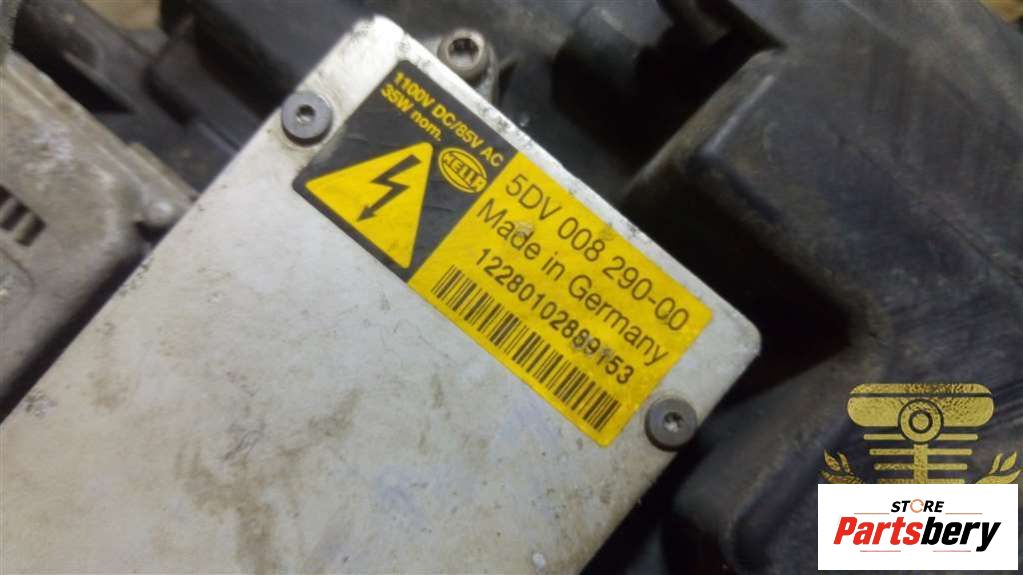 1100V DC/85V AC
35W nom.
HELLA
5DV 008 290-00
Made in Germany
12280102889153
STORE
Partsbery